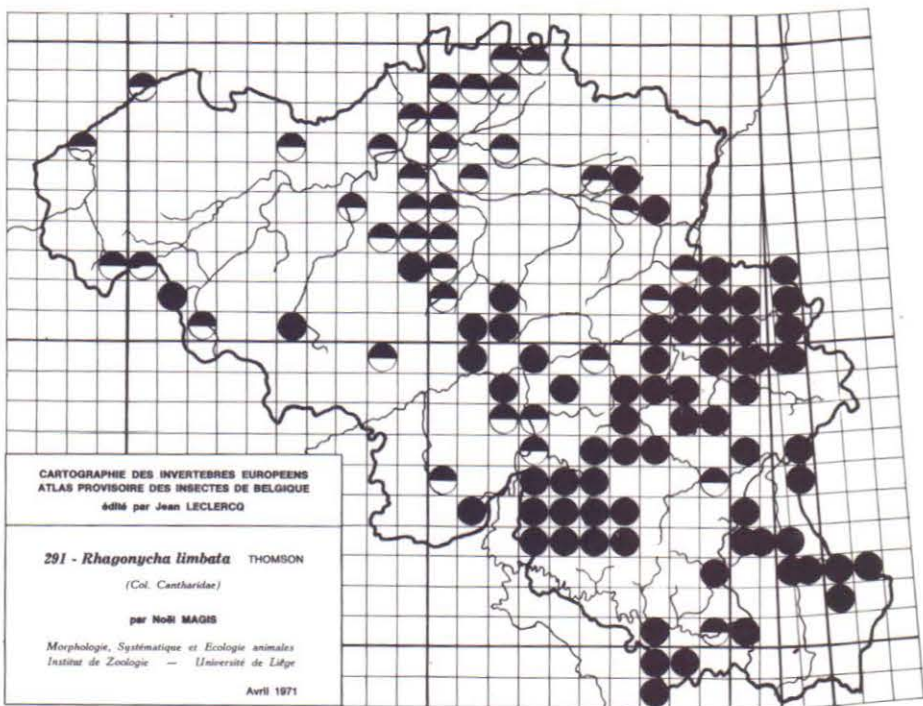 CARTOGRAPHIE DES INVERTEBRES EUROPEENS
ATLAS PROVISOIRE DES INSECTES DE BELGIQUE
édité par Jean LECLERCQ
291 - Rhagonycha limbata THOMSON
(Col. Cantharidae)
par Noël MAGIS
Morphologie, Systématique et Ecologie animales
Institut de Zoologie — Université de Liège
Avril 1971